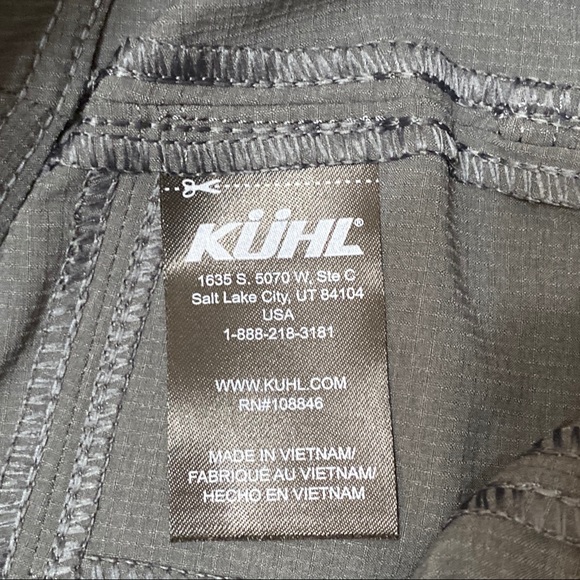 KÜHL®
1635 S. 5070 W, Ste C
Salt Lake City, UT 84104
USA
1-888-218-3181
WWW.KUHL.COM
RN#108846
MADE IN VIETNAM/
FABRIQUÉ AU VIETNAM/
HECHO EN VIETNAM